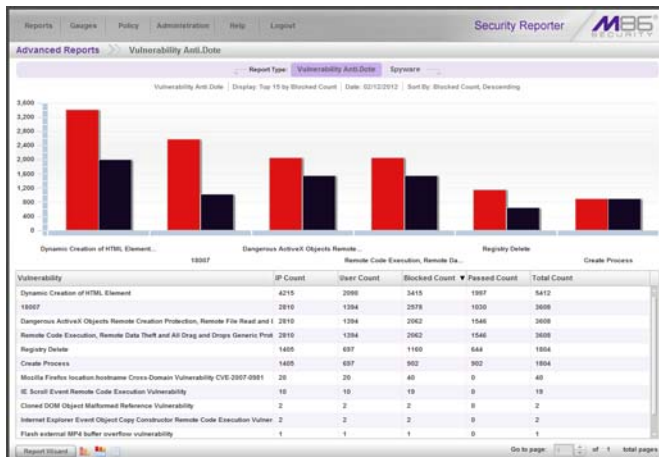 Reports Gauges Policy Administration Help Logout Security Reporter M86 SECURITY
Advanced Reports Vulnerability Anti.Dote
Report Type: Vulnerability Anti.Dote Spyware
Vulnerability Anti.Dote | Display: Top 15 by Blocked Count | Date: 02/12/2012 | Sort By: Blocked Count, Descending
3,600
3,200
2,800
2,400
2,000
1,600
1,200
800
400
0
Dynamic Creation of HTML Element... Dangerous ActiveX Objects Remote... Registry Delete
18007 Remote Code Execution, Remote Da... Create Process
Vulnerability IP Count User Count Blocked Count ▼ Passed Count Total Count
Dynamic Creation of HTML Element 4215 2090 3415 1997 5412
18007 2810 1394 2578 1030 3608
Dangerous ActiveX Objects Remote Creation Protection, Remote File Read and 2810 1394 2062 1546 3608
Remote Code Execution, Remote Data Theft and All Drag and Drops Generic Prot 2810 1394 2062 1546 3608
Registry Delete 1405 697 1160 644 1804
Create Process 1405 697 902 902 1804
Mozilla Firefox location.hostname Cross-Domain Vulnerability CVE-2007-0981 20 20 40 0 40
IE Scroll Event Remote Code Execution Vulnerability 10 10 19 0 19
Cloned DOM Object Malformed Reference Vulnerability 2 2 2 0 2
Internet Explorer Event Object Copy Constructor Remote Code Execution Vulner 2 2 2 0 2
Flash external MP4 buffer overflow vulnerability 1 1 1 0 1
Report Wizard Go to page: 1 of 1 total pages